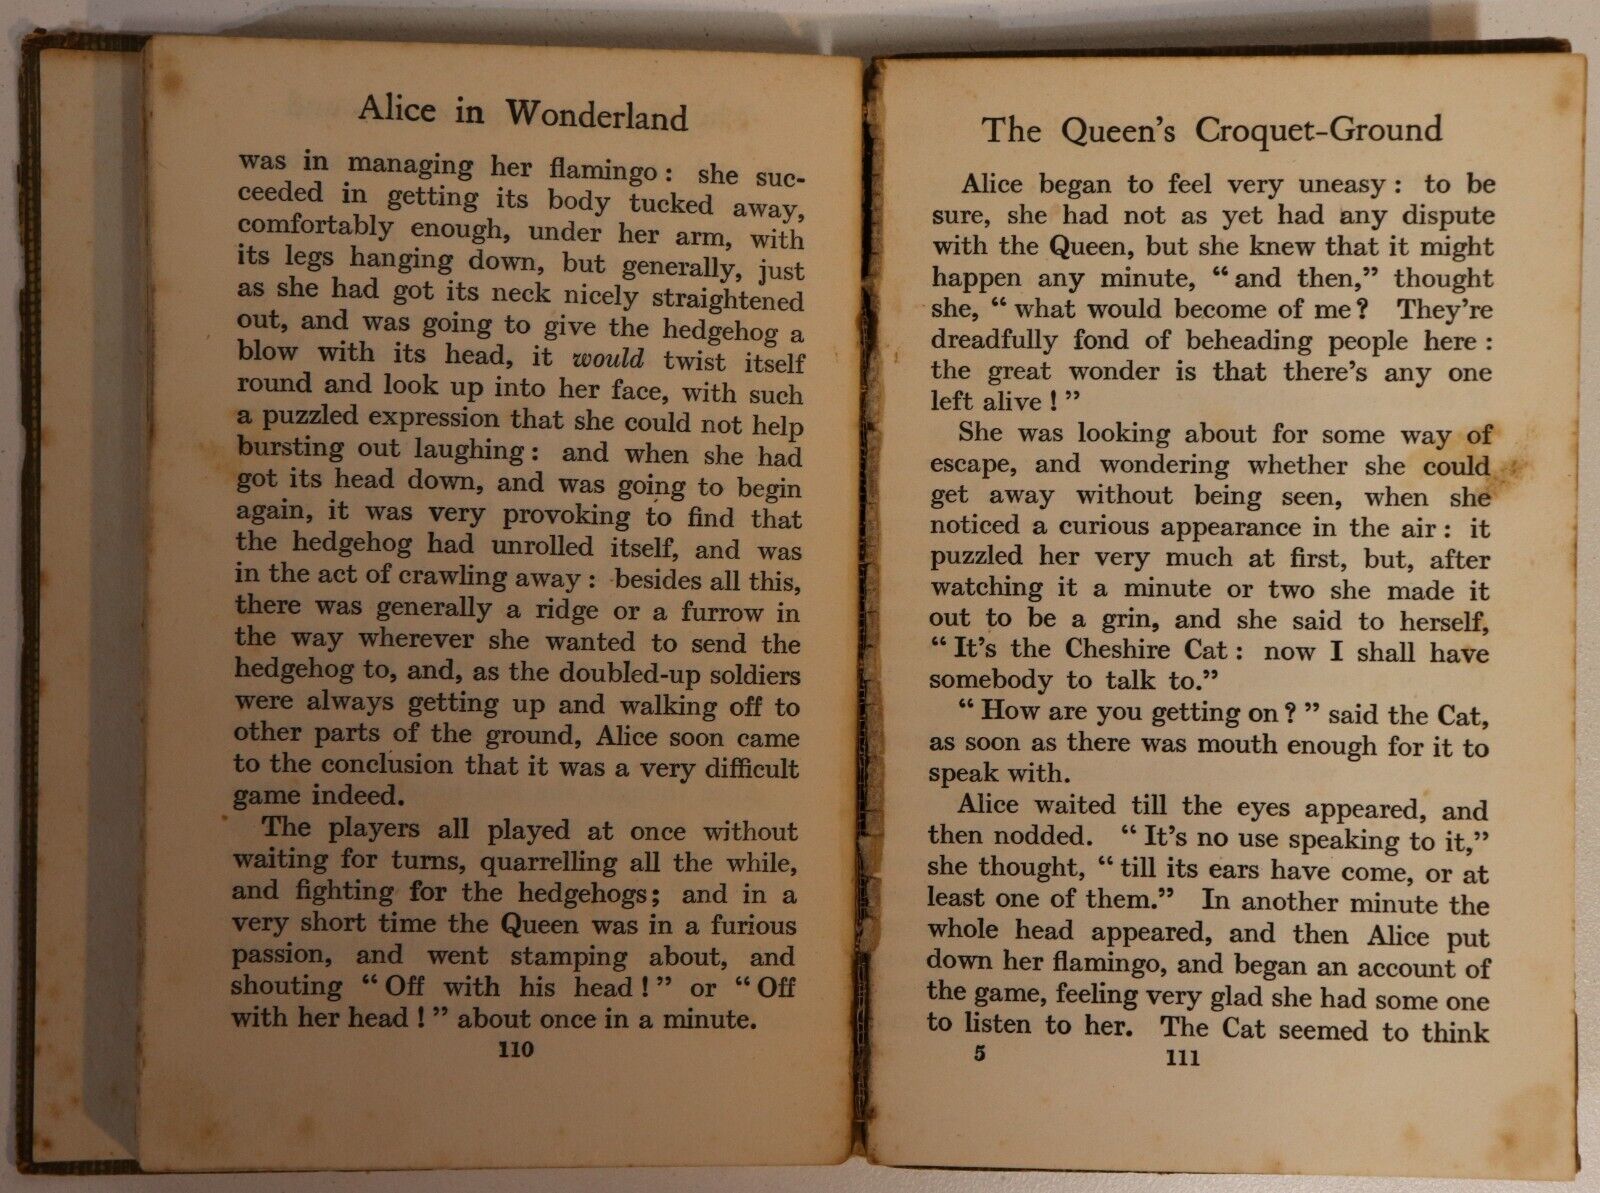 Alice in Wonderland
was in managing her flamingo : she suc-
ceeded in getting its body tucked away,
comfortably enough, under her arm, with
its legs hanging down, but generally, just
as she had got its neck nicely straightened
out, and was going to give the hedgehog a
blow with its head, it would twist itself
round and look up into her face, with such
a puzzled expression that she could not help
bursting out laughing : and when she had
got its head down, and was going to begin
again, it was very provoking to find that
the hedgehog had unrolled itself, and was
in the act of crawling away : besides all this,
there was generally a ridge or a furrow in
the way wherever she wanted to send the
hedgehog to, and, as the doubled-up soldiers
were always getting up and walking off to
other parts of the ground, Alice soon came
to the conclusion that it was a very difficult
game indeed.
The players all played at once without
waiting for turns, quarrelling all the while,
and fighting for the hedgehogs; and in a
very short time the Queen was in a furious
passion, and went stamping about, and
shouting “Off with his head !” or “Off
with her head ! ” about once in a minute.
110
The Queen's Croquet-Ground
Alice began to feel very uneasy : to be
sure, she had not as yet had any dispute
with the Queen, but she knew that it might
happen any minute, “and then,” thought
she, “ what would become of me ? They're
dreadfully fond of beheading people here :
the great wonder is that there's any one
left alive ! ”
She was looking about for some way of
escape, and wondering whether she could
get away without being seen, when she
noticed a curious appearance in the air : it
puzzled her very much at first, but, after
watching it a minute or two she made it
out to be a grin, and she said to herself,
“ It's the Cheshire Cat : now I shall have
somebody to talk to.”
“ How are you getting on ? ” said the Cat,
as soon as there was mouth enough for it to
speak with.
Alice waited till the eyes appeared, and
then nodded. “ It's no use speaking to it,”
she thought, “ till its ears have come, or at
least one of them.” In another minute the
whole head appeared, and then Alice put
down her flamingo, and began an account of
the game, feeling very glad she had some one
to listen to her. The Cat seemed to think
5 111